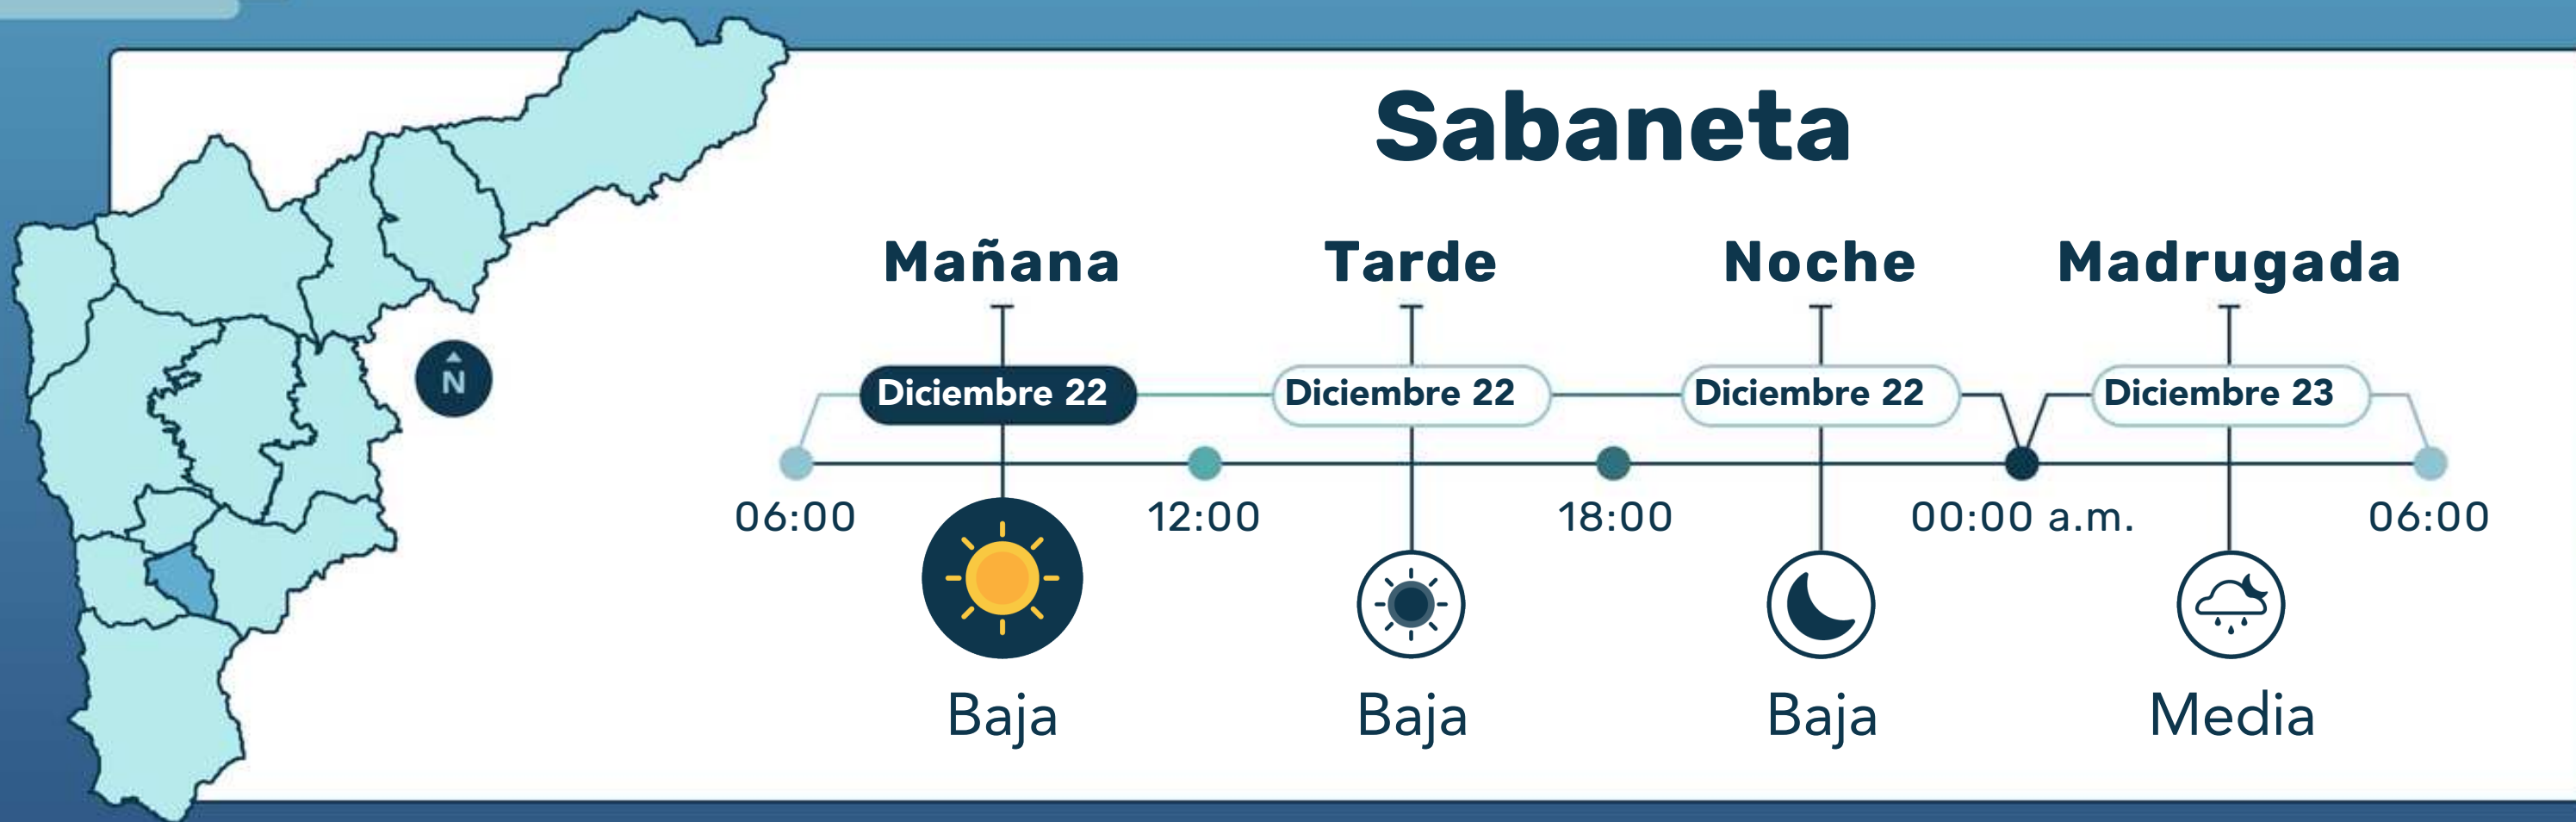 Sabaneta
Mañana Tarde Noche Madrugada
N
Diciembre 22 Diciembre 22 Diciembre 22 Diciembre 23
06:00 12:00 18:00 00:00 a.m. 06:00
Baja Baja Baja Media